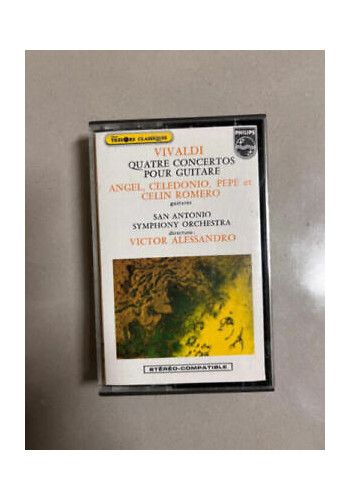 TRÉSORS CLASSIQUES
PHILIPS
VIVALDI
QUATRE CONCERTOS
POUR GUITARE
ANGEL, CELEDONIO, PEPE et
CELIN ROMERO
guitares
SAN ANTONIO
SYMPHONY ORCHESTRA
direction:
VICTOR ALESSANDRO
STÉRÉO-COMPATIBLE